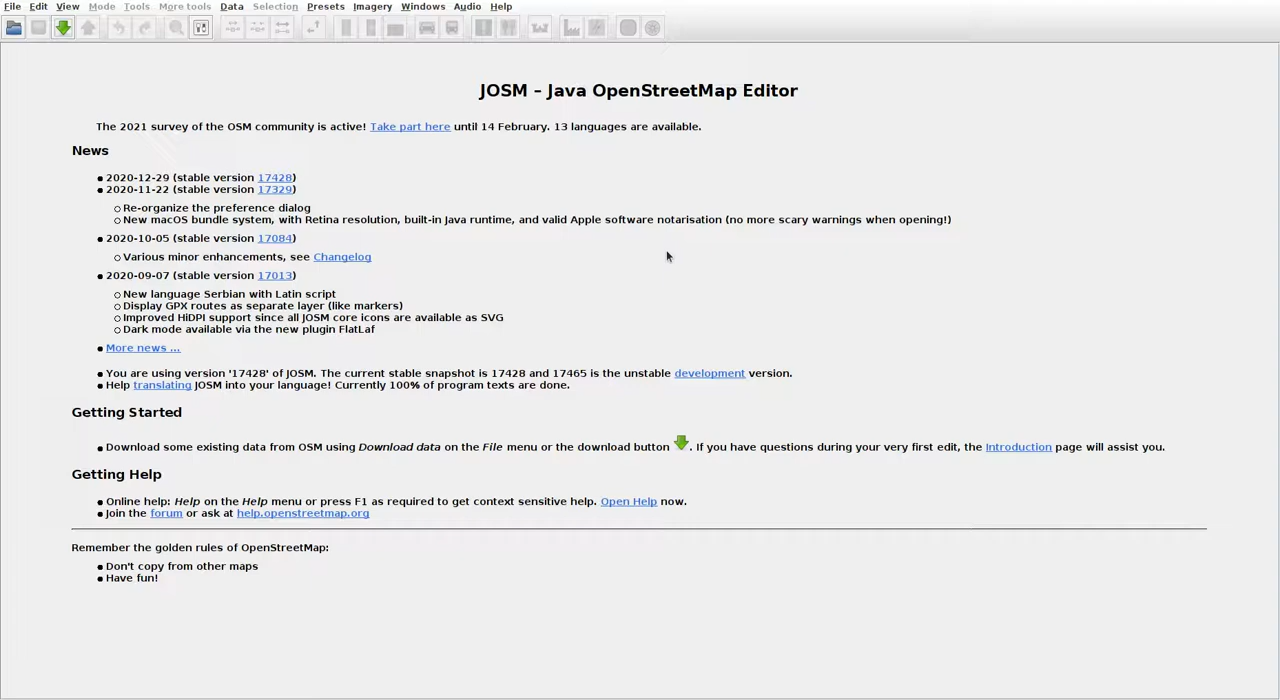 File Edit View Mode Tools More tools Selection Data Presets Imagery Windows Audio Help
JOSM – Java OpenStreetMap Editor
The 2021 survey of the OSM community is active! Take part here until 14 February. 13 languages are available.
News
2020-12-29 (stable version 17428)
2020-11-22 (stable version 17329)
Re-organize the preference dialog
New macOS bundle system, with Retina resolution, built-in Java runtime, and valid Apple software notarisation (no more scary warnings when opening!)
2020-10-05 (stable version 17084)
Various minor enhancements, see Changelog
2020-09-07 (stable version 17013)
New language Serbian with Latin script
Display GPX routes as separate layer (like markers)
Improved HiDPI support since all JOSM core icons are available as SVG
Dark mode available via the new plugin FlatLaf
More news ...
You are using version '17428' of JOSM. The current stable snapshot is 17428 and 17465 is the unstable development version.
Help translating JOSM into your language! Currently 100% of program texts are done.
Getting Started
Download some existing data from OSM using Download data on the File menu or the download button . If you have questions during your very first edit, the Introduction page will assist you.
Getting Help
Online help: Help on the Help menu or press F1 as required to get context sensitive help. Open Help now.
Join the forum or ask at help.openstreetmap.org
Remember the golden rules of OpenStreetMap:
Don't copy from other maps
Have fun!